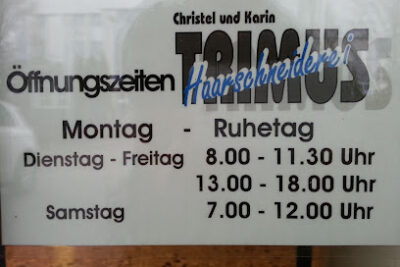 Christel und Karin
TRIMUS
Haarschneiderei
Öffnungszeiten
Montag - Ruhetag
Dienstag - Freitag 8.00 - 11.30 Uhr
13.00 - 18.00 Uhr
Samstag 7.00 - 12.00 Uhr